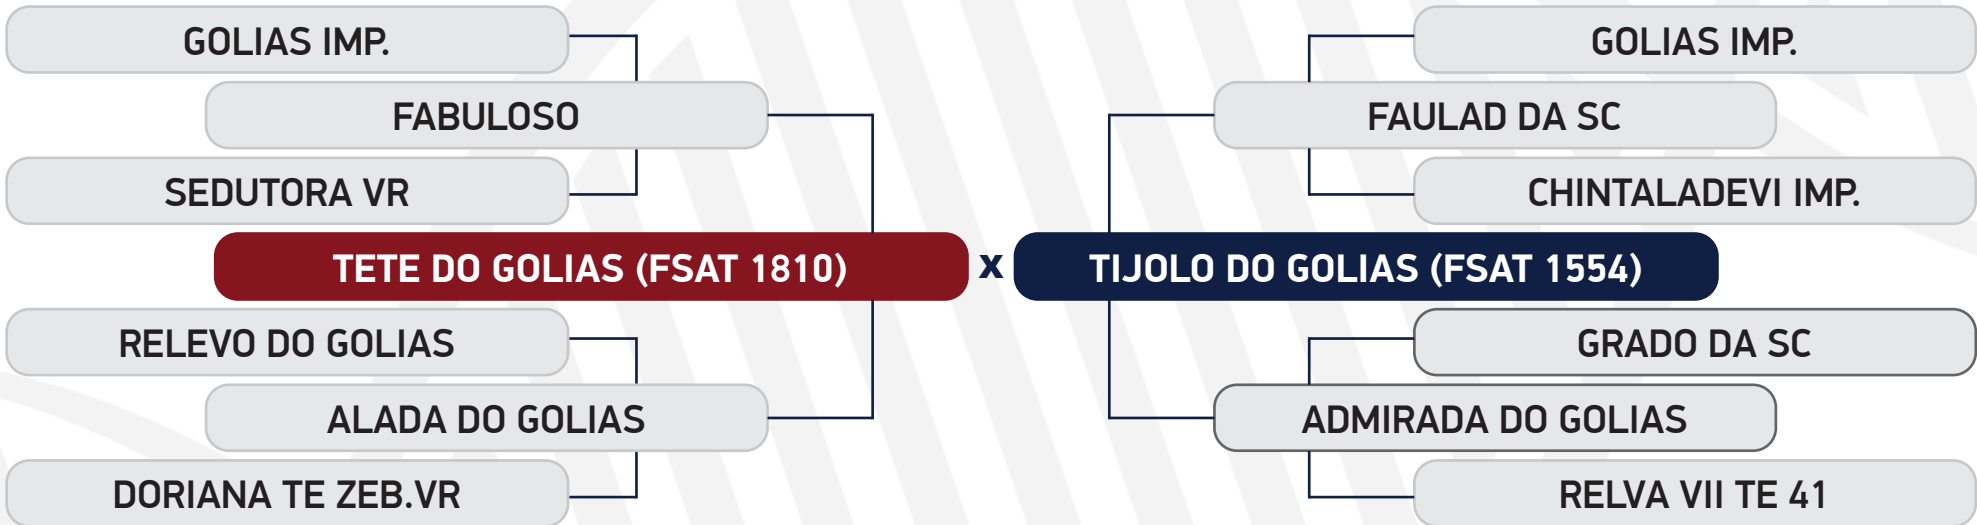 GOLIAS IMP.
GOLIAS IMP.
FABULOSO
FAULAD DA SC
SEDUTORA VR
CHINTALADEVI IMP.
TETE DO GOLIAS (FSAT 1810)
x
TIJOLO DO GOLIAS (FSAT 1554)
RELEVO DO GOLIAS
GRADO DA SC
ALADA DO GOLIAS
ADMIRADA DO GOLIAS
DORIANA TE ZEB.VR
RELVA VII TE 41